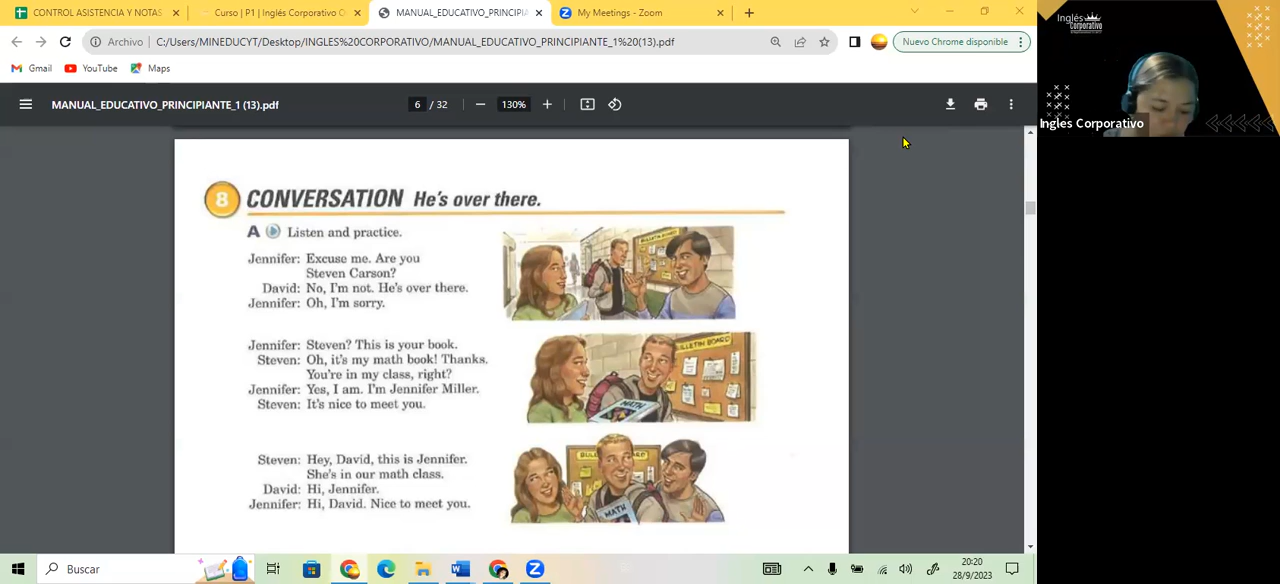 CONTROL ASISTENCIA Y NOTAS
Curso | P1 | Inglés Corporativo C
MANUAL_EDUCATIVO_PRINCIPIA
My Meetings - Zoom
Archivo
C:/Users/MINEDUCYT/Desktop/INGLES%20CORPORATIVO/MANUAL_EDUCATIVO_PRINCIPIANTE_1%20(13).pdf
Nuevo Chrome disponible
Gmail
YouTube
Maps
MANUAL_EDUCATIVO_PRINCIPIANTE_1 (13).pdf
6 / 32
130%
8 CONVERSATION He's over there.
A Listen and practice.
Jennifer: Excuse me. Are you
Steven Carson?
David: No, I'm not. He's over there.
Jennifer: Oh, I'm sorry.
BULLETIN BOARD
Jennifer: Steven? This is your book.
Steven: Oh, it's my math book! Thanks.
You're in my class, right?
Jennifer: Yes, I am. I'm Jennifer Miller.
Steven: It's nice to meet you.
BULLETIN BOARD
MATH
Steven: Hey, David, this is Jennifer.
She's in our math class.
David: Hi, Jennifer.
Jennifer: Hi, David. Nice to meet you.
MATH
Inglés
Corporativo
Ingles Corporativo
Buscar
20:20
28/9/2023